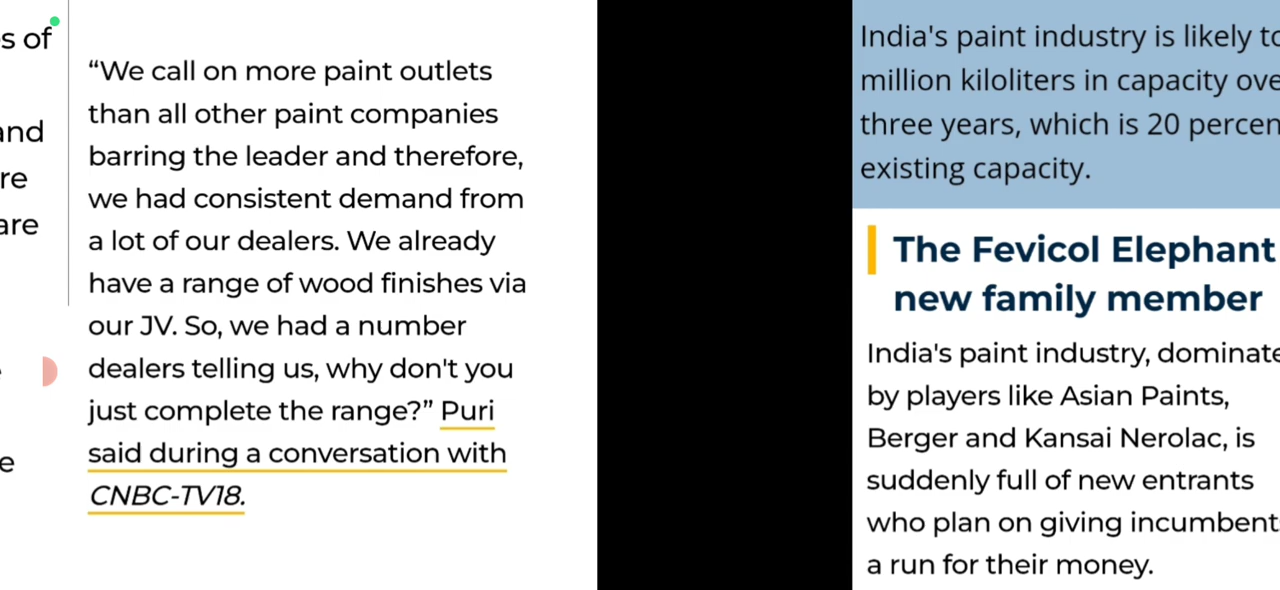 s of
and
re
are
e
“We call on more paint outlets
than all other paint companies
barring the leader and therefore,
we had consistent demand from
a lot of our dealers. We already
have a range of wood finishes via
our JV. So, we had a number
dealers telling us, why don't you
just complete the range?” Puri
said during a conversation with
CNBC-TV18.
India's paint industry is likely to
million kiloliters in capacity ove
three years, which is 20 percen
existing capacity.
The Fevicol Elephant
new family member
India's paint industry, dominate
by players like Asian Paints,
Berger and Kansai Nerolac, is
suddenly full of new entrants
who plan on giving incumbent
a run for their money.